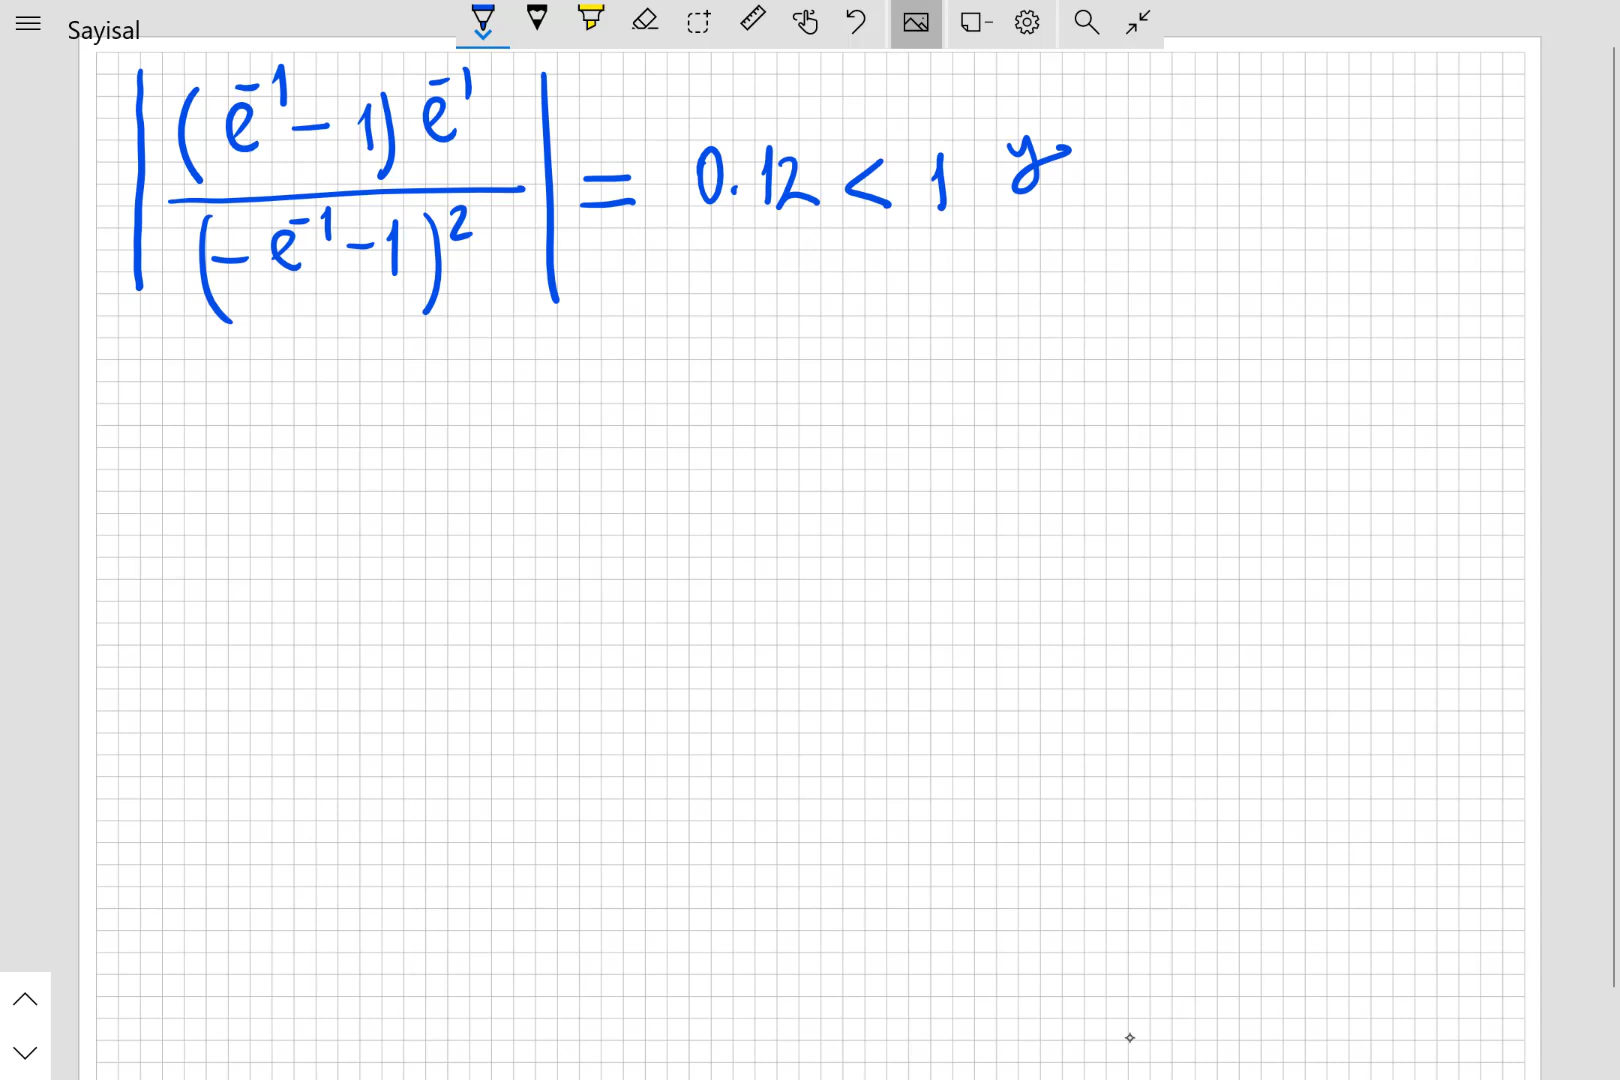 Sayisal
| (e⁻¹ - 1) e⁻¹ / (- e⁻¹ - 1)² | = 0.12 < 1 y